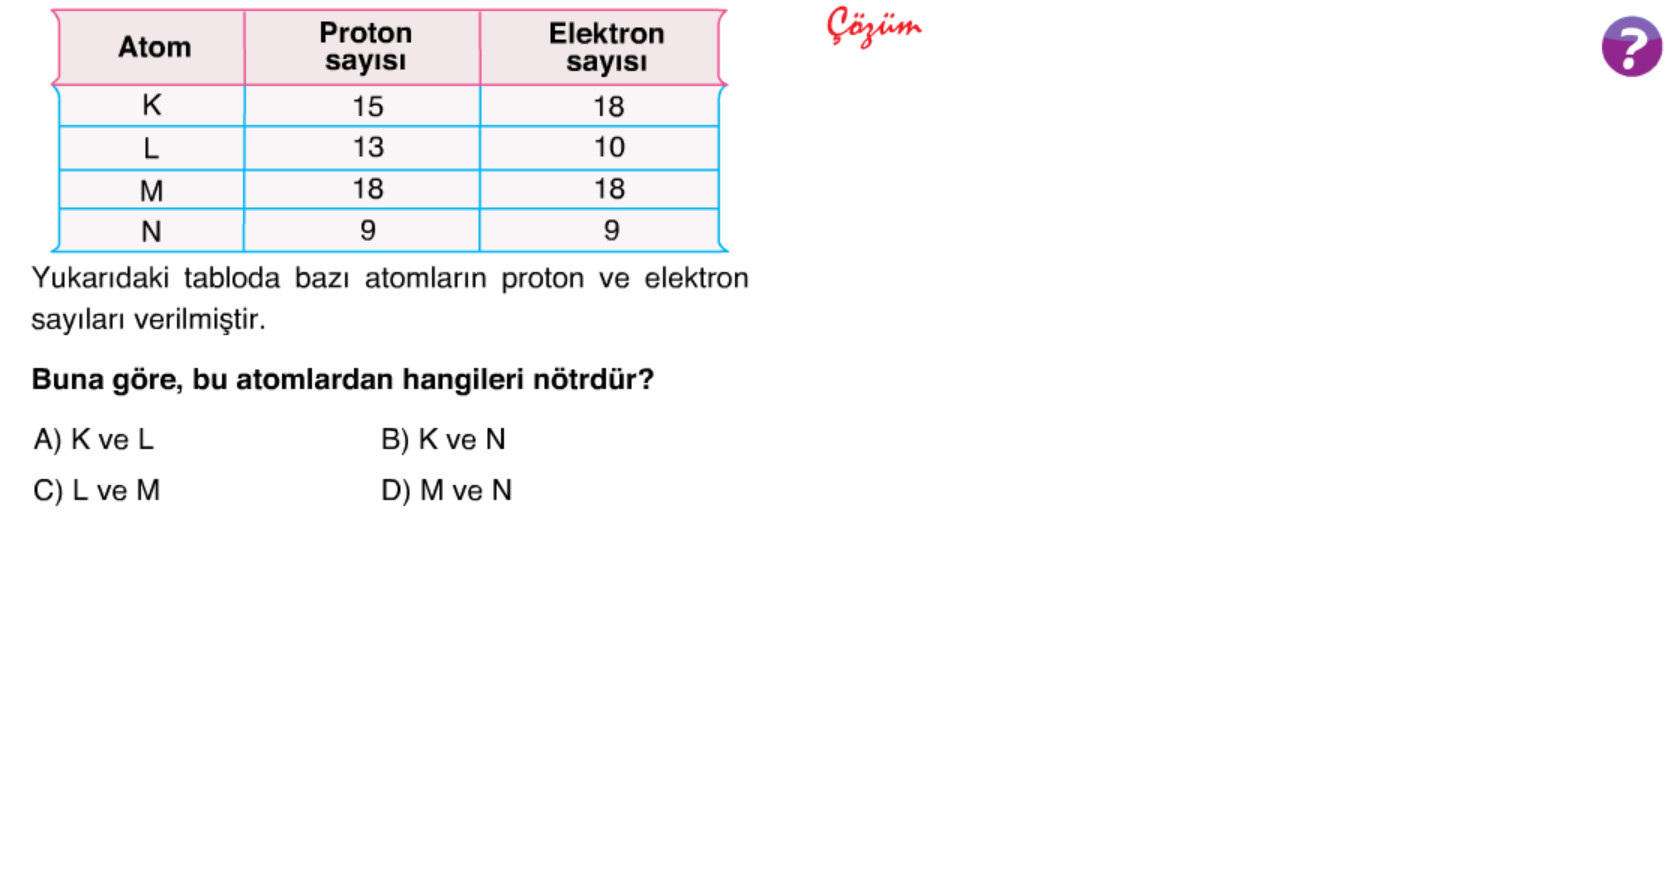 Atom Proton sayısı Elektron sayısı
K 15 18
L 13 10
M 18 18
N 9 9
Yukarıdaki tabloda bazı atomların proton ve elektron
sayıları verilmiştir.
Buna göre, bu atomlardan hangileri nötrdür?
A) K ve L B) K ve N
C) L ve M D) M ve N
Çözüm
?